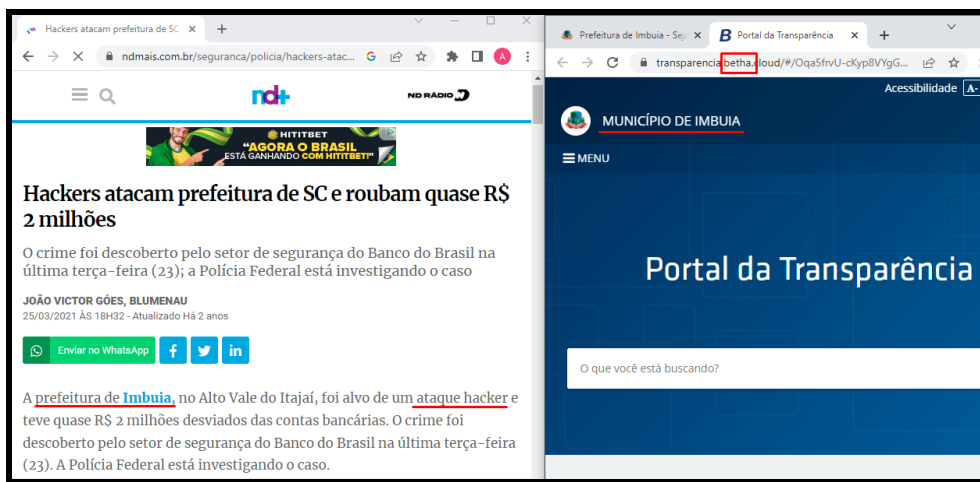 Hackers atacam prefeitura de SC
ndmais.com.br/seguranca/policia/hackers-atac...
nd+
ND RÁDIO
HITITBET
"AGORA O BRASIL
ESTÁ GANHANDO COM HITITBET!"
Hackers atacam prefeitura de SC e roubam quase R$
2 milhões
O crime foi descoberto pelo setor de segurança do Banco do Brasil na
última terça-feira (23); a Polícia Federal está investigando o caso
JOÃO VICTOR GÓES, BLUMENAU
25/03/2021 ÀS 18H32 - Atualizado Há 2 anos
Enviar no WhatsApp
A prefeitura de Imbuia, no Alto Vale do Itajaí, foi alvo de um ataque hacker e
teve quase R$ 2 milhões desviados das contas bancárias. O crime foi
descoberto pelo setor de segurança do Banco do Brasil na última terça-feira
(23). A Polícia Federal está investigando o caso.
Prefeitura de Imbuia - Sej
B Portal da Transparência
transparencia.betha.cloud/#/Oqa5frvU-cKyp8VYgG...
Acessibilidade A-
MUNICÍPIO DE IMBUIA
MENU
Portal da Transparência
O que você está buscando?